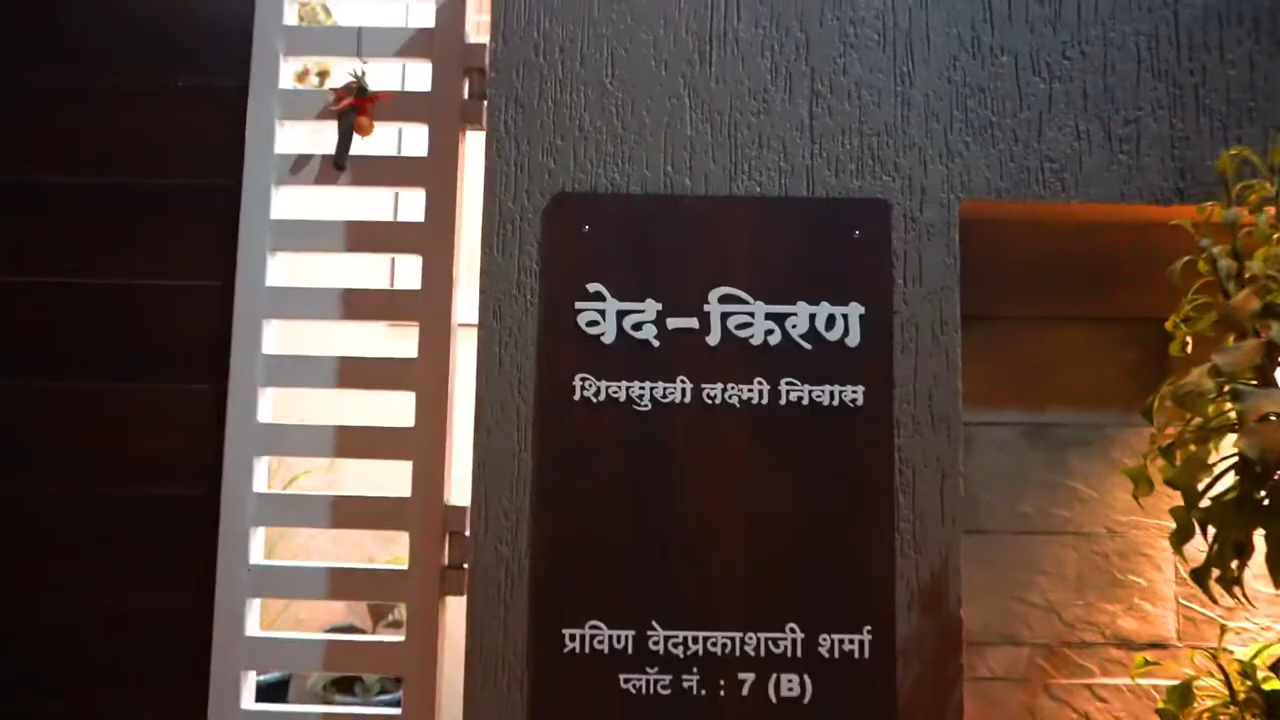 वेद-किरण
शिवसुखी लक्ष्मी निवास
प्रविण वेदप्रकाशजी शर्मा
प्लॉट नं. : 7 (B)